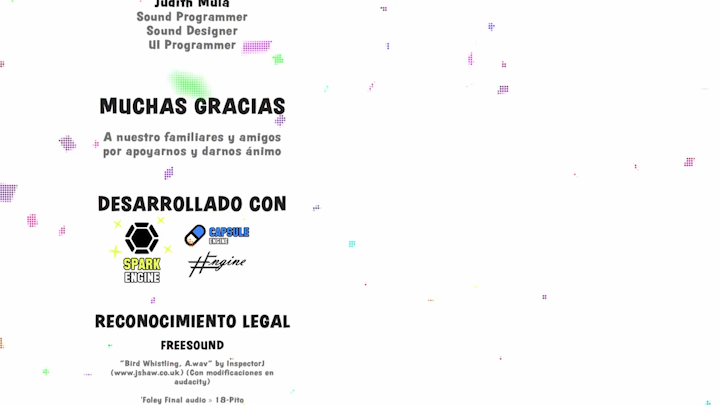 Judith Mula
Sound Programmer
Sound Designer
UI Programmer
MUCHAS GRACIAS
A nuestro familiares y amigos
por apoyarnos y darnos ánimo
DESARROLLADO CON
SPARK
ENGINE
CAPSULE
ENGINE
#Engine
RECONOCIMIENTO LEGAL
FREESOUND
"Bird Whistling, A.wav" by InspectorJ
(www.jshaw.co.uk) (Con modificaciones en
audacity)
"Foley Final audio » 18-Pito